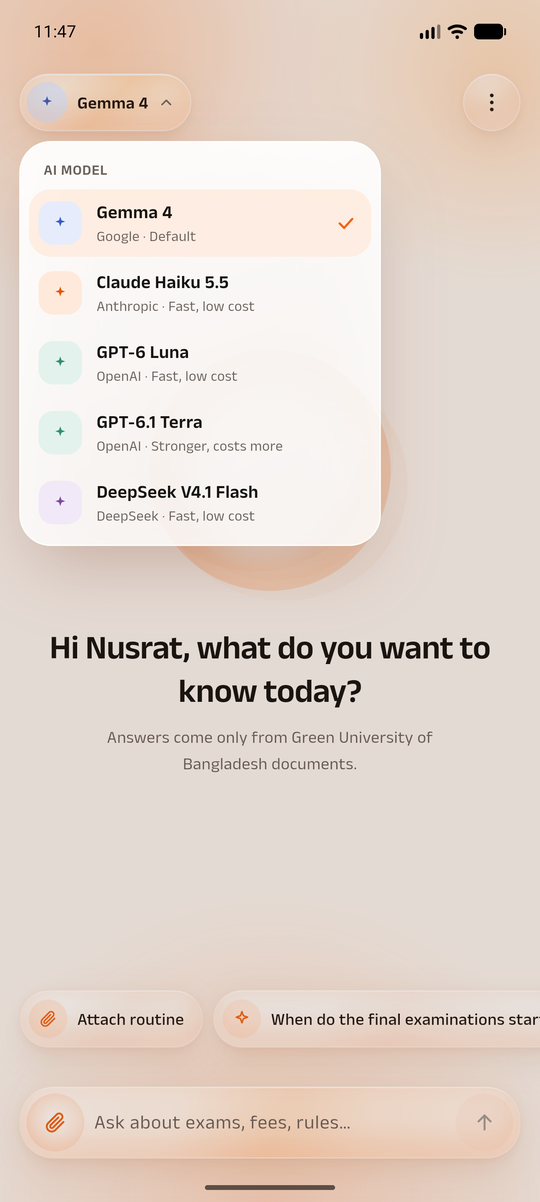 11:47
Gemma 4
AI MODEL
Gemma 4
Google · Default
Claude Haiku 5.5
Anthropic · Fast, low cost
GPT-6 Luna
OpenAI · Fast, low cost
GPT-6.1 Terra
OpenAI · Stronger, costs more
DeepSeek V4.1 Flash
DeepSeek · Fast, low cost
Hi Nusrat, what do you want to
know today?
Answers come only from Green University of
Bangladesh documents.
Attach routine
When do the final examinations
Ask about exams, fees, rules...